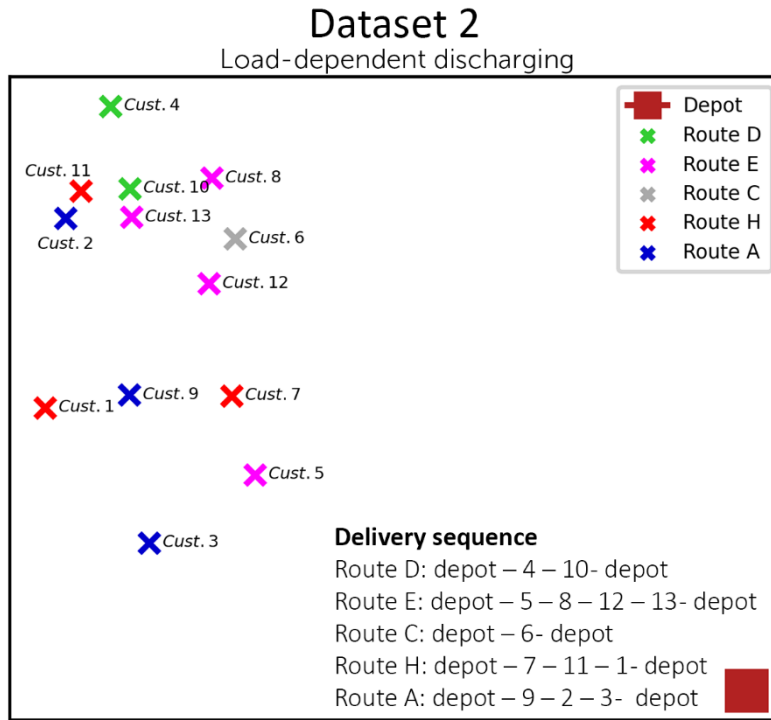 Dataset 2
Load-dependent discharging
Depot
Route D
Route E
Route C
Route H
Route A
Cust. 4
Cust. 11
Cust. 10
Cust. 8
Cust. 2
Cust. 13
Cust. 6
Cust. 12
Cust. 1
Cust. 9
Cust. 7
Cust. 5
Cust. 3
Delivery sequence
Route D: depot – 4 – 10- depot
Route E: depot – 5 – 8 – 12 – 13- depot
Route C: depot – 6- depot
Route H: depot – 7 – 11 – 1- depot
Route A: depot – 9 – 2 – 3-  depot